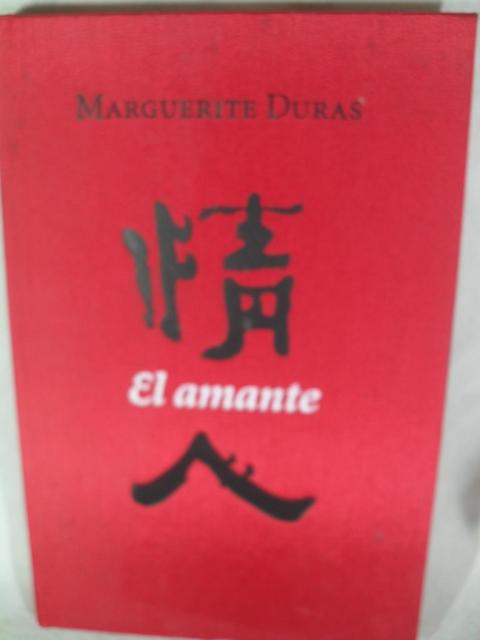 MARGUERITE DURAS
情
El amante
人